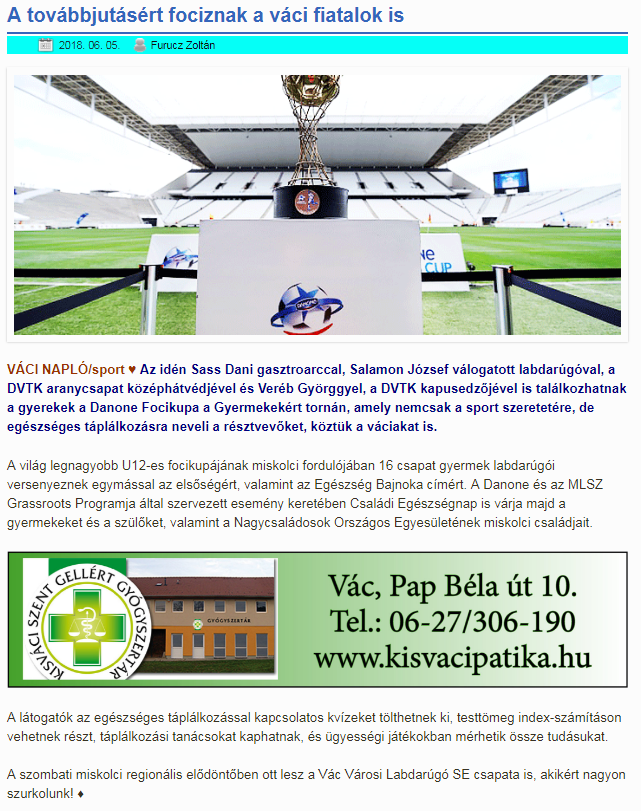 A továbbjutásért fociznak a váci fiatalok is
2018. 06. 05. Furucz Zoltán
DANONE
NE
CUP
VÁCI NAPLÓ/sport ♥ Az idén Sass Dani gasztroarccal, Salamon József válogatott labdarúgóval, a
DVTK aranycsapat középhátvédjével és Veréb Györggyel, a DVTK kapusedzőjével is találkozhatnak
a gyerekek a Danone Focikupa a Gyermekekért tornán, amely nemcsak a sport szeretetére, de
egészséges táplálkozásra neveli a résztvevőket, köztük a váciakat is.
A világ legnagyobb U12-es focikupájának miskolci fordulójában 16 csapat gyermek labdarúgói
versenyeznek egymással az elsőségért, valamint az Egészség Bajnoka címért. A Danone és az MLSZ
Grassroots Programja által szervezett esemény keretében Családi Egészségnap is várja majd a
gyermekeket és a szülőket, valamint a Nagycsaládosok Országos Egyesületének miskolci családjait.
KISVÁCI SZENT GELLÉRT GYÓGYSZERTÁR
GYÓGYSZERTÁR
Vác, Pap Béla út 10.
Tel.: 06-27/306-190
www.kisvacipatika.hu
A látogatók az egészséges táplálkozással kapcsolatos kvízeket tölthetnek ki, testtömeg index-számításon
vehetnek részt, táplálkozási tanácsokat kaphatnak, és ügyességi játékokban mérhetik össze tudásukat.
A szombati miskolci regionális elődöntőben ott lesz a Vác Városi Labdarúgó SE csapata is, akikért nagyon
szurkolunk! ♦